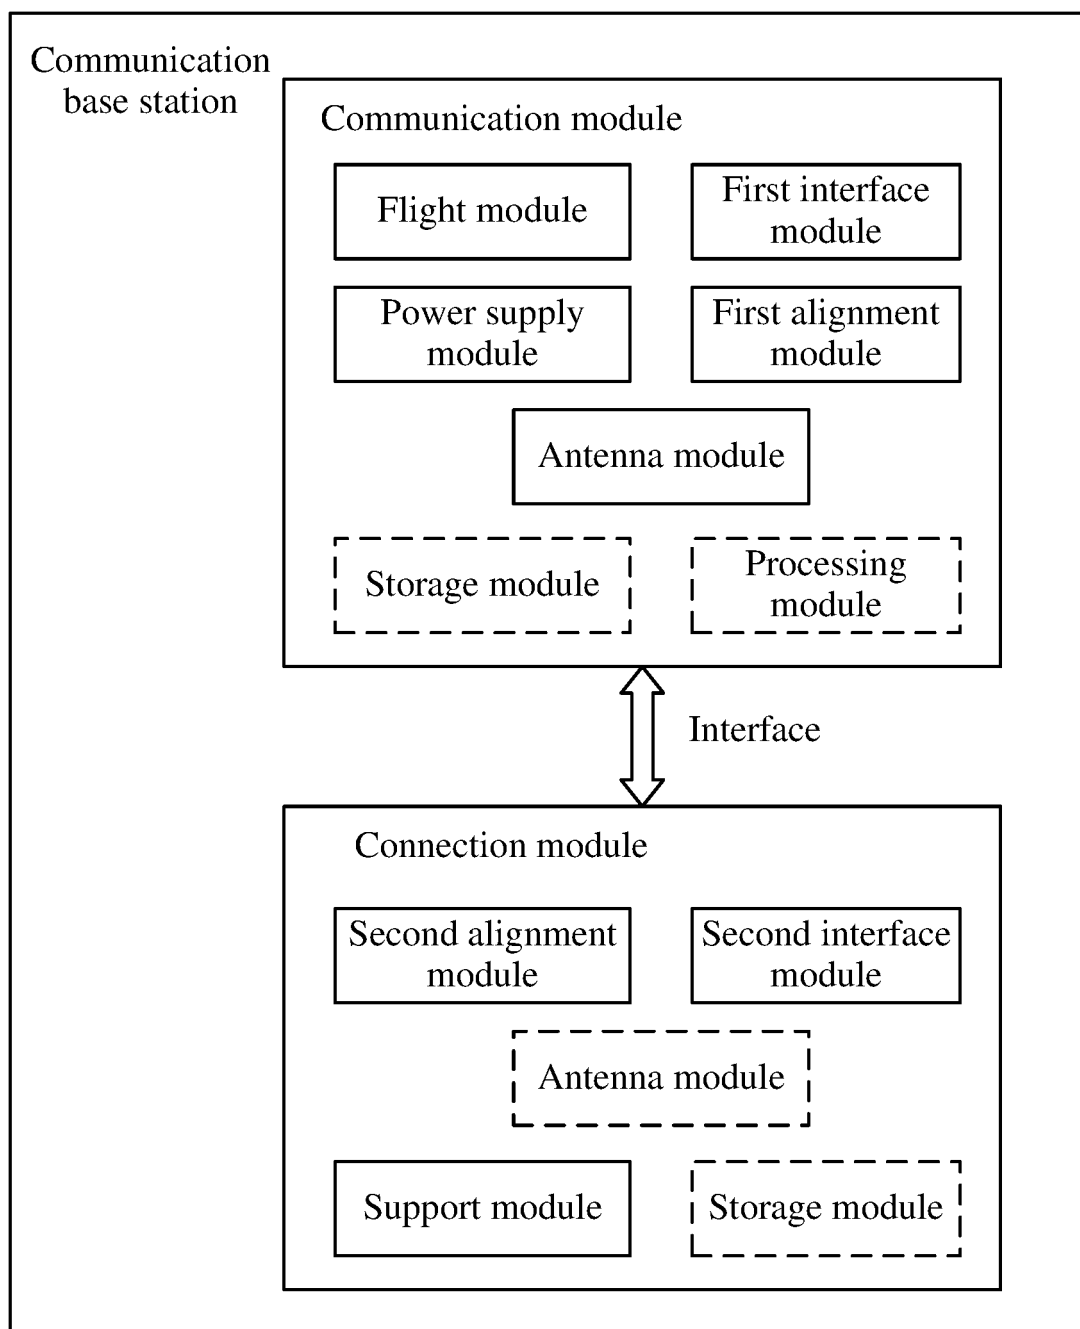 Communication
base station
Communication module
Flight module
First interface
module
Power supply
module
First alignment
module
Antenna module
Storage module
Processing
module
Interface
Connection module
Second alignment
module
Second interface
module
Antenna module
Support module
Storage module